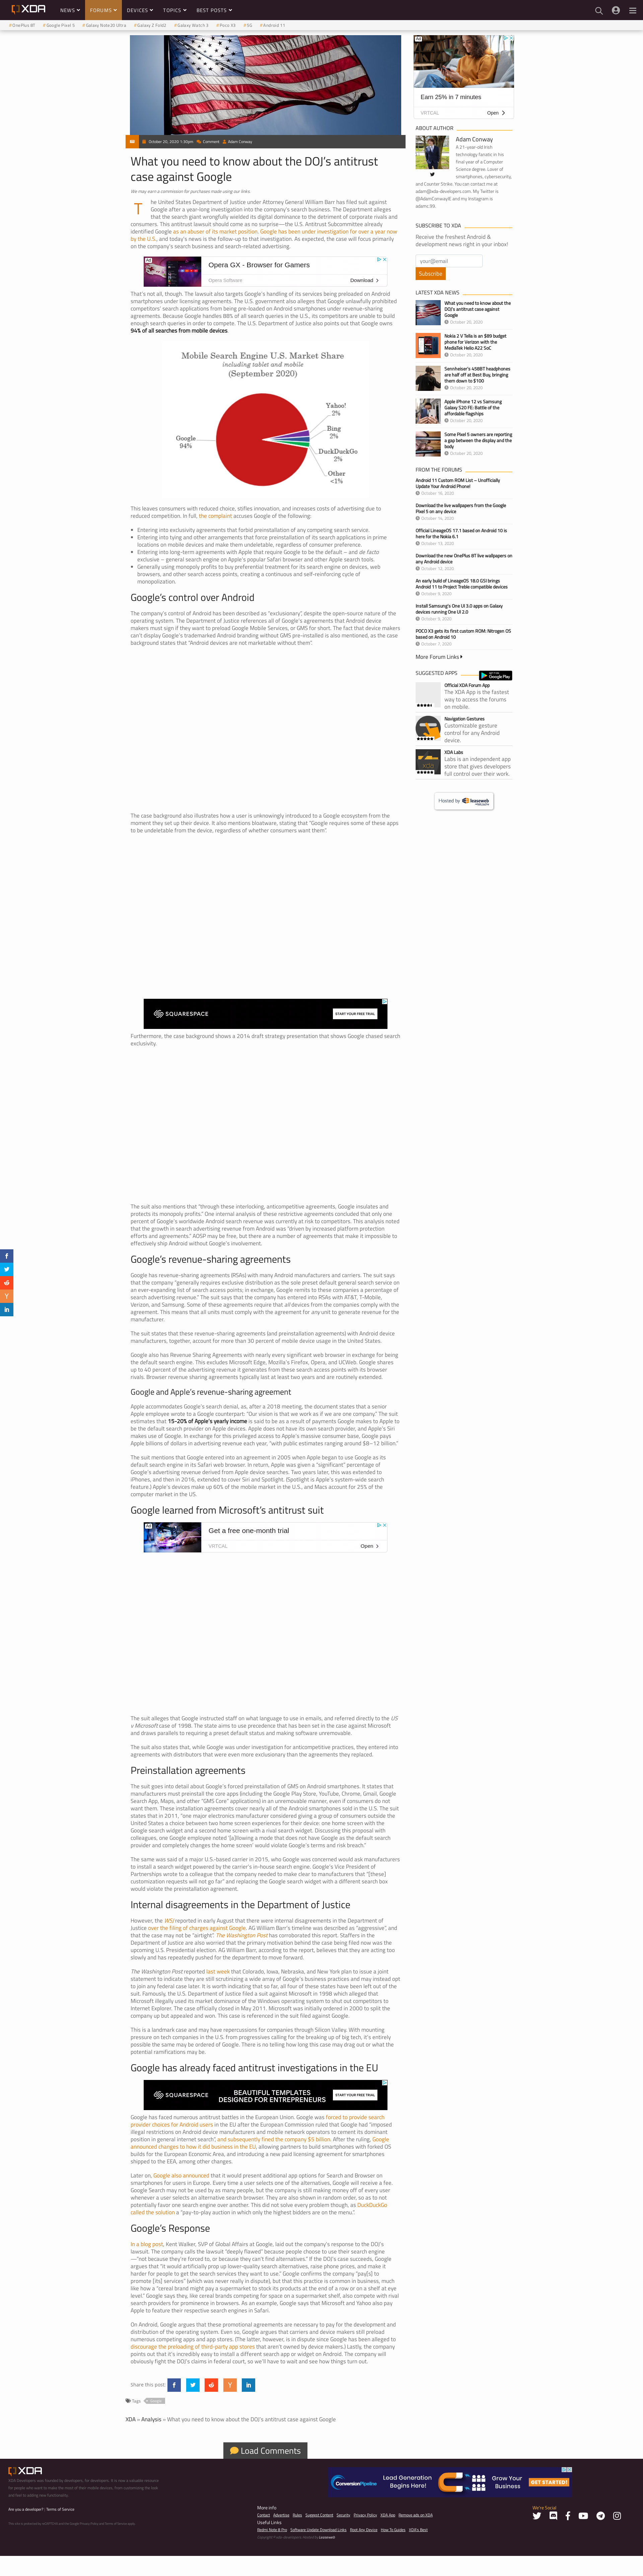 XDA NEWS FORUMS DEVICES TOPICS BEST POSTS
#OnePlus 8T #Google Pixel 5 #Galaxy Note20 Ultra #Galaxy Z Fold2 #Galaxy Watch 3 #Poco X3 #5G #Android 11
October 20, 2020 1:30pm Comment Adam Conway
What you need to know about the DOJ's antitrust
case against Google
We may earn a commission for purchases made using our links.
The United States Department of Justice under Attorney General William Barr has filed suit against
Google after a year-long investigation into the company's search business. The department alleges
that the search giant wrongfully wielded its digital dominance to the detriment of corporate rivals and
consumers. This antitrust lawsuit should come as no surprise—the U.S. Antitrust Subcommittee already
identified Google as an abuser of its market position. Google has been under investigation for over a year now
by the U.S., and today's news is the follow-up to that investigation. As expected, the case will focus primarily
on the company's search business and search-related advertising.
Ad
Opera GX - Browser for Gamers
Opera Software Download
That's not all, though. The lawsuit also targets Google's handling of its services being preloaded on Android
smartphones under licensing agreements. The U.S. government also alleges that Google unlawfully prohibited
competitors' search applications from being pre-loaded on Android smartphones under revenue-sharing
arrangements. Because Google handles 88% of all search queries in the U.S., competitors are said to be unable to build
enough search queries in order to compete. The U.S. Department of Justice also points out that Google owns
94% of all searches from mobile devices.
Mobile Search Engine U.S. Market Share
including tables and mobile
(September 2020)
Yahoo!
2%
Bing
2%
DuckDuckGo
2%
Other
<1%
Google
94%
This leaves consumers with reduced choice, stifles innovation, and increases costs of advertising due to
reduced competition. In full, the complaint accuses Google of the following:
Entering into exclusivity agreements that forbid preinstallation of any competing search service.
Entering into tying and other arrangements that force preinstallation of its search applications in prime
locations on mobile devices and make them undeletable, regardless of consumer preference.
Entering into long-term agreements with Apple that require Google to be the default – and de facto
exclusive – general search engine on Apple's popular Safari browser and other Apple search tools.
Generally using monopoly profits to buy preferential treatment for its search engine on devices, web
browsers, and other search access points, creating a continuous and self-reinforcing cycle of
monopolization.
Google's control over Android
The company's control of Android has been described as "exclusionary", despite the open-source nature of the
operating system. The Department of Justice references all of Google's arrangements that Android device
makers must sign if they want to preload Google Mobile Services, or GMS for short. The fact that companies can't
display Google's trademarked Android branding without GMS pre-installed is also mentioned, as the case
background states that "Android devices are not marketable without them".
The case background also illustrates how a user is unknowingly introduced to a Google ecosystem from the
moment they set up their device. It also mentions bloatware, stating that "Google requires some of these apps
to be undeletable from the device, regardless of whether consumers want them".
SQUARESPACE START YOUR FREE TRIAL
Furthermore, the case background shows a 2014 draft strategy presentation that shows Google chased search
exclusivity.
The suit also mentions that "through these interlocking, anticompetitive agreements, Google insulates and
protects its monopoly profits." One internal analysis of these restrictive agreements concluded that only one
percent of Google's worldwide Android search revenue was currently at risk to competitors. This analysis noted
that the growth in search advertising revenue from Android was driven by "increased platform protection
efforts and agreements." AOSP may be free, but there are a number of agreements that make it impossible to
effectively ship Android without Google's involvement.
Google's revenue-sharing agreements
Google has revenue-sharing agreements (RSAs) with many Android manufacturers and carriers. The suit says
that the company "generally requires exclusive distribution as the sole preset default general search service on
all search access points; in exchange, Google remits to these companies a percentage of its advertising
revenue." The suit says that the company has entered into RSAs with AT&T, T-Mobile,
Verizon, and Samsung. Some of these agreements require that all devices from the companies comply with the
agreement. This means that all units must comply with the agreement for any unit to generate revenue for the
manufacturer.
The suit states that these revenue-sharing agreements (and preinstallation agreements) with Android device
manufacturers, together, account for more than 30 percent of mobile device usage in the United States.
Google also has Revenue Sharing Agreements with nearly every significant web browser in exchange for being
the default search engine. This excludes Microsoft Edge, Mozilla's Firefox, Opera, and UCWeb. Google shares
up to 40 percent of the advertising revenue it generates from these search access points with its browser
rivals. Browser revenue-sharing agreements typically last at least two years and are routinely extended.
Google and Apple's revenue-sharing agreement
Apple accommodates Google's search denial, as, after a 2018 meeting, the documents say a senior Apple
employee wrote to a Google counterpart: "Our vision is that we work as if we are one company." The suit
estimates that 15-20% of Apple's yearly income is said to be as a result of payments Google makes to Apple to
be the default search provider on Apple devices. Apple does not have its own search provider, and Apple's Siri
makes use of Google. In exchange for this privileged access to Apple's massive consumer base, Google pays
Apple billions of dollars in advertising revenue each year, "with public estimates ranging around $8–12 billion."
The suit mentions that Google entered into an agreement in 2005 when Apple began to use Google as its
default search engine in its Safari web browser. In return, Apple was given a "significant" percentage of
Google's advertising revenue derived from Apple device searches. Two years later, this was extended to
iPhones, and then in 2016, extended to cover Siri and Spotlight. (Spotlight is Apple's device-wide search
feature.) Apple's devices make up 60% of the mobile market in the U.S., and Macs account for 25% of the
computer market in the US.
Google learned from Microsoft's antitrust suit
Ad
Get a free one-month trial
VRTCAL Open
The suit alleges that Google instructed staff on what language to use in emails, and referred directly to the US
v Microsoft case of 1998. The state aims to use precedence that has been set in the case against Microsoft
and draws parallels to requiring a preset default status and making software unremovable.
The suit also states that, while Google was under investigation for anticompetitive practices, they entered into
agreements with distributors that were even more exclusionary than the agreements they replaced.
Preinstallation agreements
The suit goes into detail about Google's forced preinstallation of GMS on Android smartphones. It states that
manufacturers must preinstall the core apps (including the Google Play Store, YouTube, Chrome, Gmail, Google
Search App, Maps, and other "GMS Core" applications) in an unremovable manner, even if consumers do not
want them. These installation agreements cover nearly all of the Android smartphones sold in the U.S. The suit
states that in 2011, "one major electronics manufacturer considered giving a group of consumers in the United
States a choice between two home screen experiences for their device: one home screen with the Google
search widget and a second home screen with a rival search widget. Discussing this proposal with
colleagues, one Google employee noted '[a]llowing a mode that does not have Google as the default search
provider and completely changes the home screen' would violate Google's terms and risk breach."
The same was said of a major U.S.-based carrier in 2015, who Google was concerned would ask manufacturers
to install a search widget powered by the carrier's in-house search engine. Google's Vice President of
Partnerships wrote to a colleague the company needed to make clear to manufacturers that "[these]
customization requests will not go far" and replacing the Google search widget with a different search box
would violate the preinstallation agreement.
Internal disagreements in the Department of Justice
However, the WSJ reported in early August that there were internal disagreements in the Department of
Justice over the filing of charges against Google. AG William Barr's timeline was described as "aggressive", and
that the case may not be "airtight". The Washington Post has corroborated this report. Staffers in the
Department of Justice are also worried that the primary motivation behind the case being filed now was the
upcoming U.S. Presidential election. AG William Barr, according to the report, believes that they are acting too
slowly and has repeatedly pushed for the department to move forward.
The Washington Post reported last week that Colorado, Iowa, Nebraska, and New York plan to issue a joint
statement to indicate they are still scrutinizing a wide array of Google's business practices and may instead opt
to join any federal case later. It is worth indicating that so far, all four of these states have been left out of the
suit. Famously, the U.S. Department of Justice filed a suit against Microsoft in 1998 which alleged that
Microsoft illegally used its market dominance of the Windows operating system to shut out competitors to
Internet Explorer. The case officially closed in May 2011. Microsoft was initially ordered in 2000 to split the
company up but appealed and won. This case is widely regarded to have helped the rise of Google.
This is a landmark case and may have repercussions for companies through Silicon Valley. With mounting
pressure on tech companies in the U.S. from progressives calling for the breaking up of big tech, it's entirely
possible the same may be ordered of Google. There is no telling how long this case may drag out or what the
potential ramifications may be.
Google has already faced antitrust investigations in the EU
SQUARESPACE BEAUTIFUL TEMPLATES DESIGNED FOR ENTREPRENEURS START YOUR FREE TRIAL
Google has faced numerous antitrust battles in the European Union. Google was forced to provide search
provider choices for Android users in the EU after the European Commission ruled that Google had "imposed
illegal restrictions on Android device manufacturers and mobile network operators to cement its dominant
position in general internet search", and subsequently fined the company $5 billion. After the ruling, Google
announced changes to how it did business in the EU, allowing partners to build smartphones with forked OS
builds for the European Economic Area, and introducing a new paid licensing agreement for smartphones
shipped to the EEA, among other changes.
Later on, Google also announced that it would present additional app options for Search and Browser on
smartphones for users in Europe. Every time a user selects one of the alternatives, Google will receive a fee.
Google Search may not be used by as many people, but the company is still making money off of every user
who chooses an alternative. They are also shown in a random order, so as to not
potentially favor one search engine over another. This did not solve every problem though, as DuckDuckGo
called the solution a "pay-to-play auction in which only the highest bidders are on the menu."
Google's Response
In a blog post, Kent Walker, SVP of Global Affairs at Google, laid out the company's response to the DOJ's
lawsuit. The company calls the lawsuit "deeply flawed" because people choose to use their search engine
—"not because they're forced to, or because they can't find alternatives." If the DOJ's case succeeds, Google
argues that "it would artificially prop up lower-quality search alternatives, raise phone prices, and make it
harder for people to get the search services they want to use." Google confirms the company "pay[s] to
promote [its] services" (which was nearly illegible in dispute), but that this practice is common in business, much
like how a "cereal brand might pay a supermarket to stock its products at the end of a row or on a shelf at eye
level." Google says they, like cereal brands competing for space on a supermarket shelf, also compete with rival
search providers for prominence in browsers. As an example, Google says that Microsoft and Yahoo also pay
Apple to feature their respective search engines in Safari.
On Android, Google argues that these promotional agreements are necessary to pay for the development and
distribution of the operating system. Even so, Google argues that carriers and device makers still preload
numerous competing apps and app stores. (The latter, however, is in dispute since Google has been alleged to
discourage the preloading of third-party app stores that aren't owned by device makers.) Lastly, the company
points out that it's incredibly easy to install a different search app or widget on Android. The company will
obviously fight the DOJ's claims in federal court, so we'll have to wait and see how things turn out.
Share this post:
Tags Google
XDA » Analysis » What you need to know about the DOJ's antitrust case against Google
Load Comments
Ad
Earn 25% in 7 minutes
VRTCAL Open
ABOUT AUTHOR
Adam Conway
A 21-year-old Irish
technology fanatic in his
final year of a Computer
Science degree. Lover of
smartphones, cybersecurity,
and Counter Strike. You can contact me at
adam@xda-developers.com. My Twitter is
@AdamConwayIE and my Instagram is
adamc.99.
SUBSCRIBE TO XDA
Receive the freshest Android &
development news right in your inbox!
your@email
Subscribe
LATEST XDA NEWS
What you need to know about the
DOJ's antitrust case against
Google
October 20, 2020
Nokia 2 V Tella is an $89 budget
phone for Verizon with the
MediaTek Helio A22 SoC
October 20, 2020
Sennheiser's 458BT headphones
are half off at Best Buy, bringing
them down to $100
October 20, 2020
Apple iPhone 12 vs Samsung
Galaxy S20 FE: Battle of the
affordable flagships
October 20, 2020
Some Pixel 5 owners are reporting
a gap between the display and the
body
October 20, 2020
FROM THE FORUMS
Android 11 Custom ROM List – Unofficially
Update Your Android Phone!
October 16, 2020
Download the live wallpapers from the Google
Pixel 5 on any device
October 14, 2020
Official LineageOS 17.1 based on Android 10 is
here for the Nokia 6.1
October 13, 2020
Download the new OnePlus 8T live wallpapers on
any Android device
October 12, 2020
An early build of LineageOS 18.0 GSI brings
Android 11 to Project Treble compatible devices
October 9, 2020
Install Samsung's One UI 3.0 apps on Galaxy
devices running One UI 2.0
October 9, 2020
POCO X3 gets its first custom ROM: Nitrogen OS
based on Android 10
October 7, 2020
More Forum Links
SUGGESTED APPS Google Play
Official XDA Forum App
The XDA App is the fastest
way to access the forums
on mobile.
Navigation Gestures
Customizable gesture
control for any Android
device.
XDA Labs
Labs is an independent app
store that gives developers
full control over their work.
Hosted by leaseweb
XDA
XDA Developers was founded by developers, for developers. It is now a valuable resource
for people who want to make the most of their mobile devices, from customizing the look
and feel to adding new functionality.
Are you a developer? | Terms of Service
ConversionPipeline Lead Generation Begins Here! Grow Your Business GET STARTED!
More info
Contact Advertise Rules Suggest Content Security Privacy Policy XDA App Remove ads on XDA
Useful Links
Redmi Note 8 Pro Software Update Download Links Root Any Device How To Guides XDA's Best
We're Social